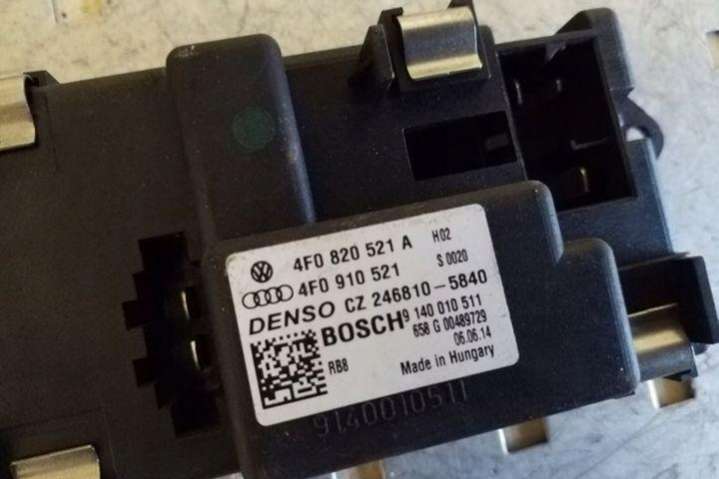 4F0 820 521 A H02
4F0 910 521 S 0020
DENSO CZ 246810-5840
BOSCH 9 140 010 511
658 G 00489729
06.06.14
RB8 Made in Hungary
9140010511